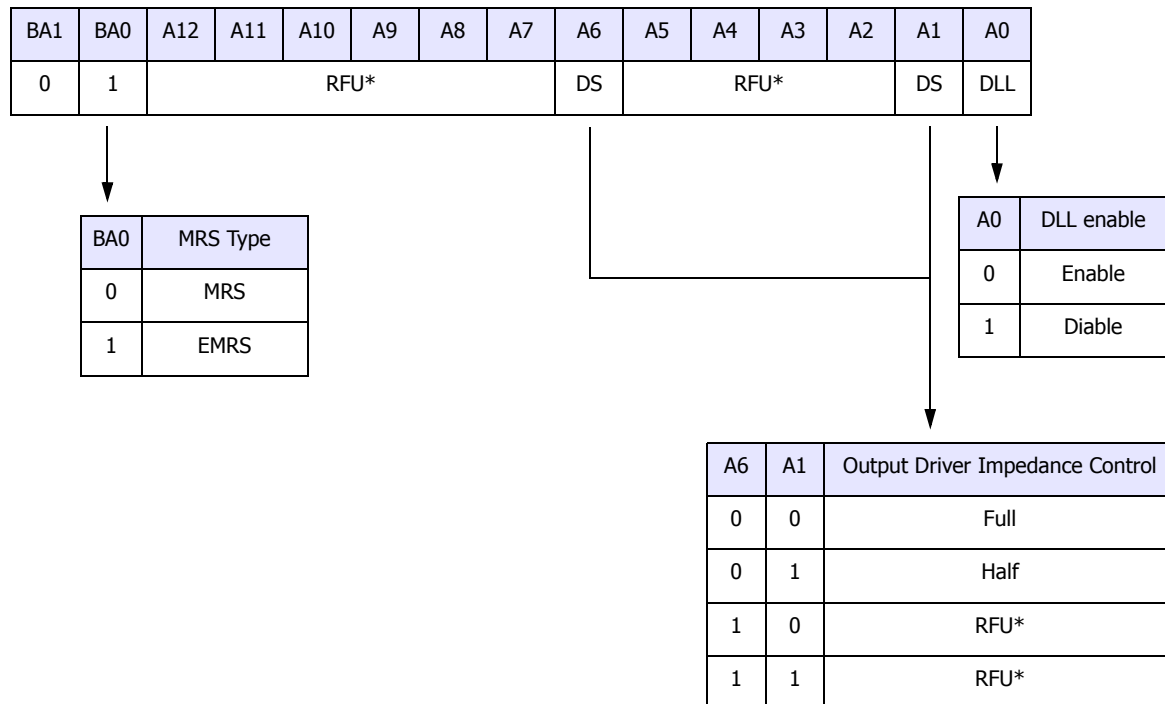 BA1 BA0 A12 A11 A10 A9 A8 A7 A6 A5 A4 A3 A2 A1 A0
0 1 RFU* DS RFU* DS DLL
BA0 MRS Type
0 MRS
1 EMRS
A0 DLL enable
0 Enable
1 Diable
A6 A1 Output Driver Impedance Control
0 0 Full
0 1 Half
1 0 RFU*
1 1 RFU*